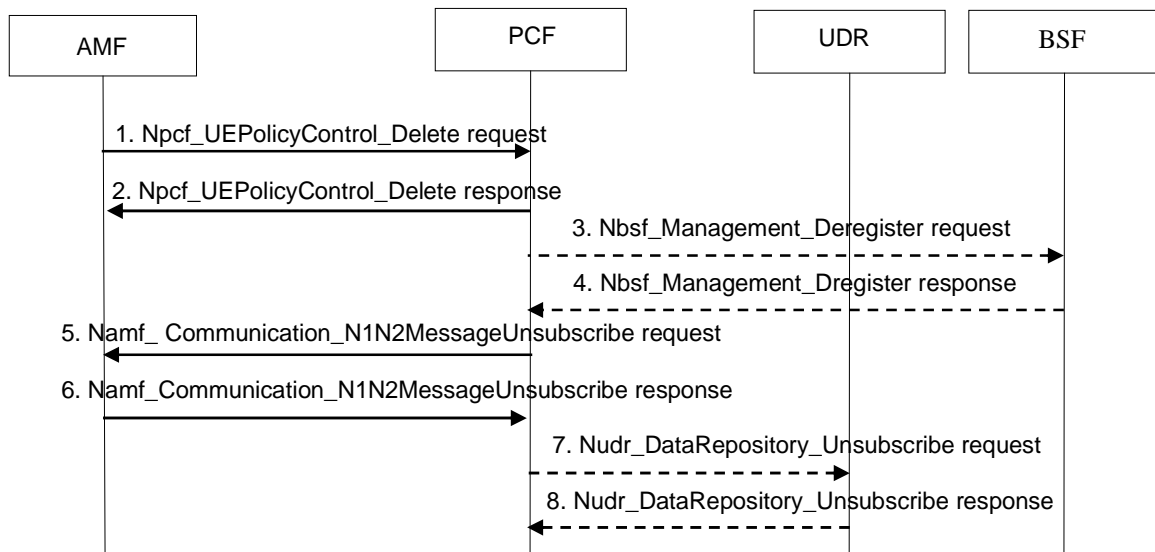 AMF
PCF
UDR
BSF
1. Npcf_UEPolicyControl_Delete request
2. Npcf_UEPolicyControl_Delete response
3. Nbsf_Management_Deregister request
4. Nbsf_Management_Dregister response
5. Namf_ Communication_N1N2MessageUnsubscribe request
6. Namf_Communication_N1N2MessageUnsubscribe response
7. Nudr_DataRepository_Unsubscribe request
8. Nudr_DataRepository_Unsubscribe response